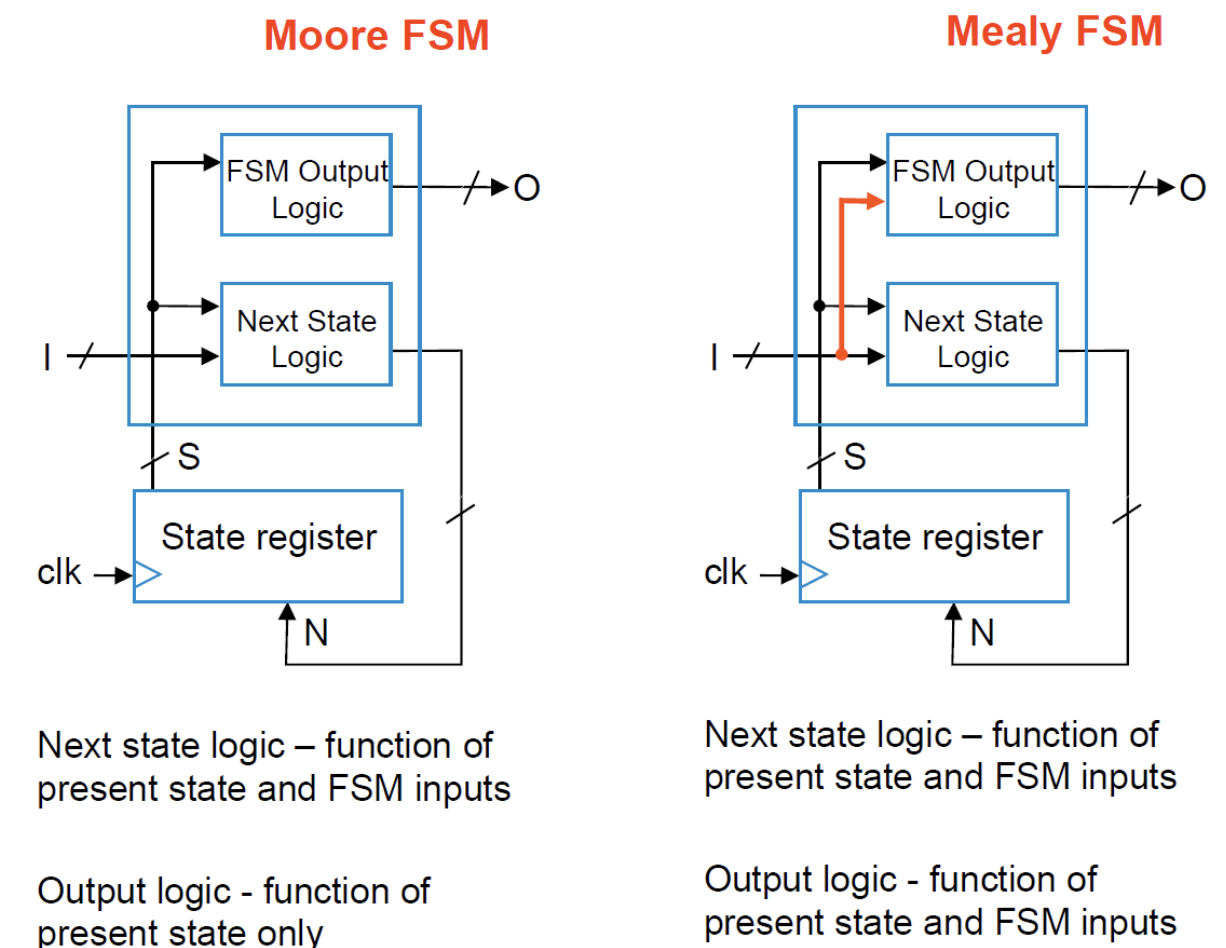 Moore FSM
FSM Output
Logic
O
Next State
Logic
I
S
State register
clk
N
Next state logic – function of
present state and FSM inputs
Output logic - function of
present state only
Mealy FSM
FSM Output
Logic
O
Next State
Logic
I
S
State register
clk
N
Next state logic – function of
present state and FSM inputs
Output logic - function of
present state and FSM inputs